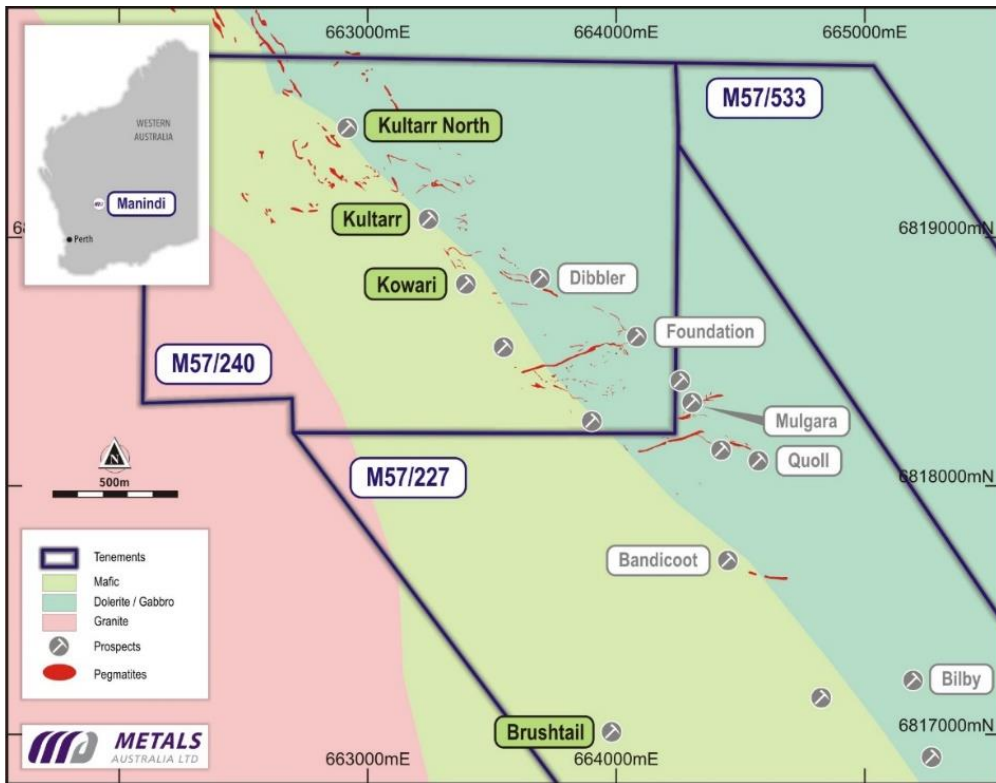 663000mE
664000mE
665000mE
WESTERN
AUSTRALIA
Manindi
Perth
M57/533
Kultarr North
Kultarr
6819000mN
Kowari
Dibbler
Foundation
M57/240
Mulgara
N
500m
M57/227
Quoll
6818000mN
Bandicoot
Tenements
Mafic
Dolerite / Gabbro
Granite
Prospects
Pegmatites
Bilby
Brushtail
6817000mN
METALS
AUSTRALIA LTD
663000mE
664000mE